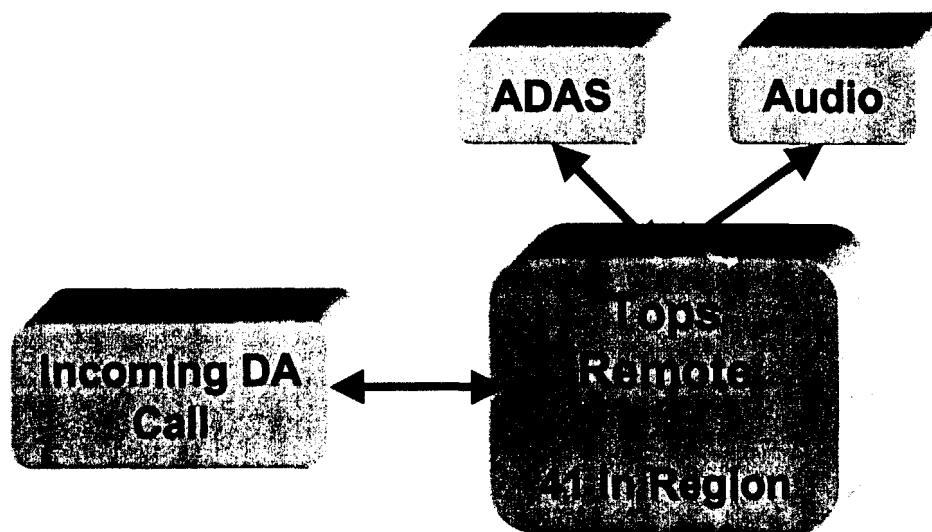 ADAS
Audio
Incoming DA
Call
Tops
Remote
41 In Region